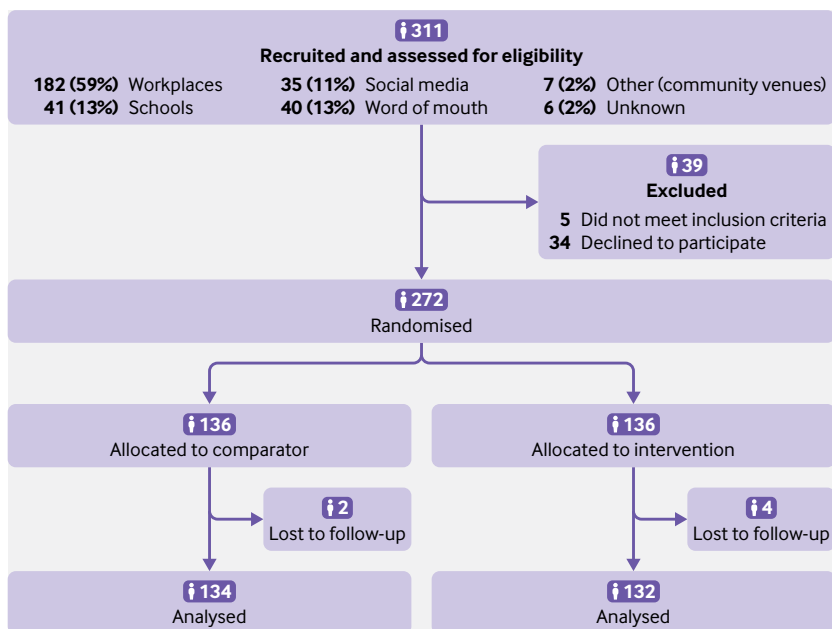 311
Recruited and assessed for eligibility
182 (59%) Workplaces 35 (11%) Social media 7 (2%) Other (community venues)
41 (13%) Schools 40 (13%) Word of mouth 6 (2%) Unknown
39
Excluded
5 Did not meet inclusion criteria
34 Declined to participate
272
Randomised
136
Allocated to comparator
136
Allocated to intervention
2
Lost to follow-up
4
Lost to follow-up
134
Analysed
132
Analysed